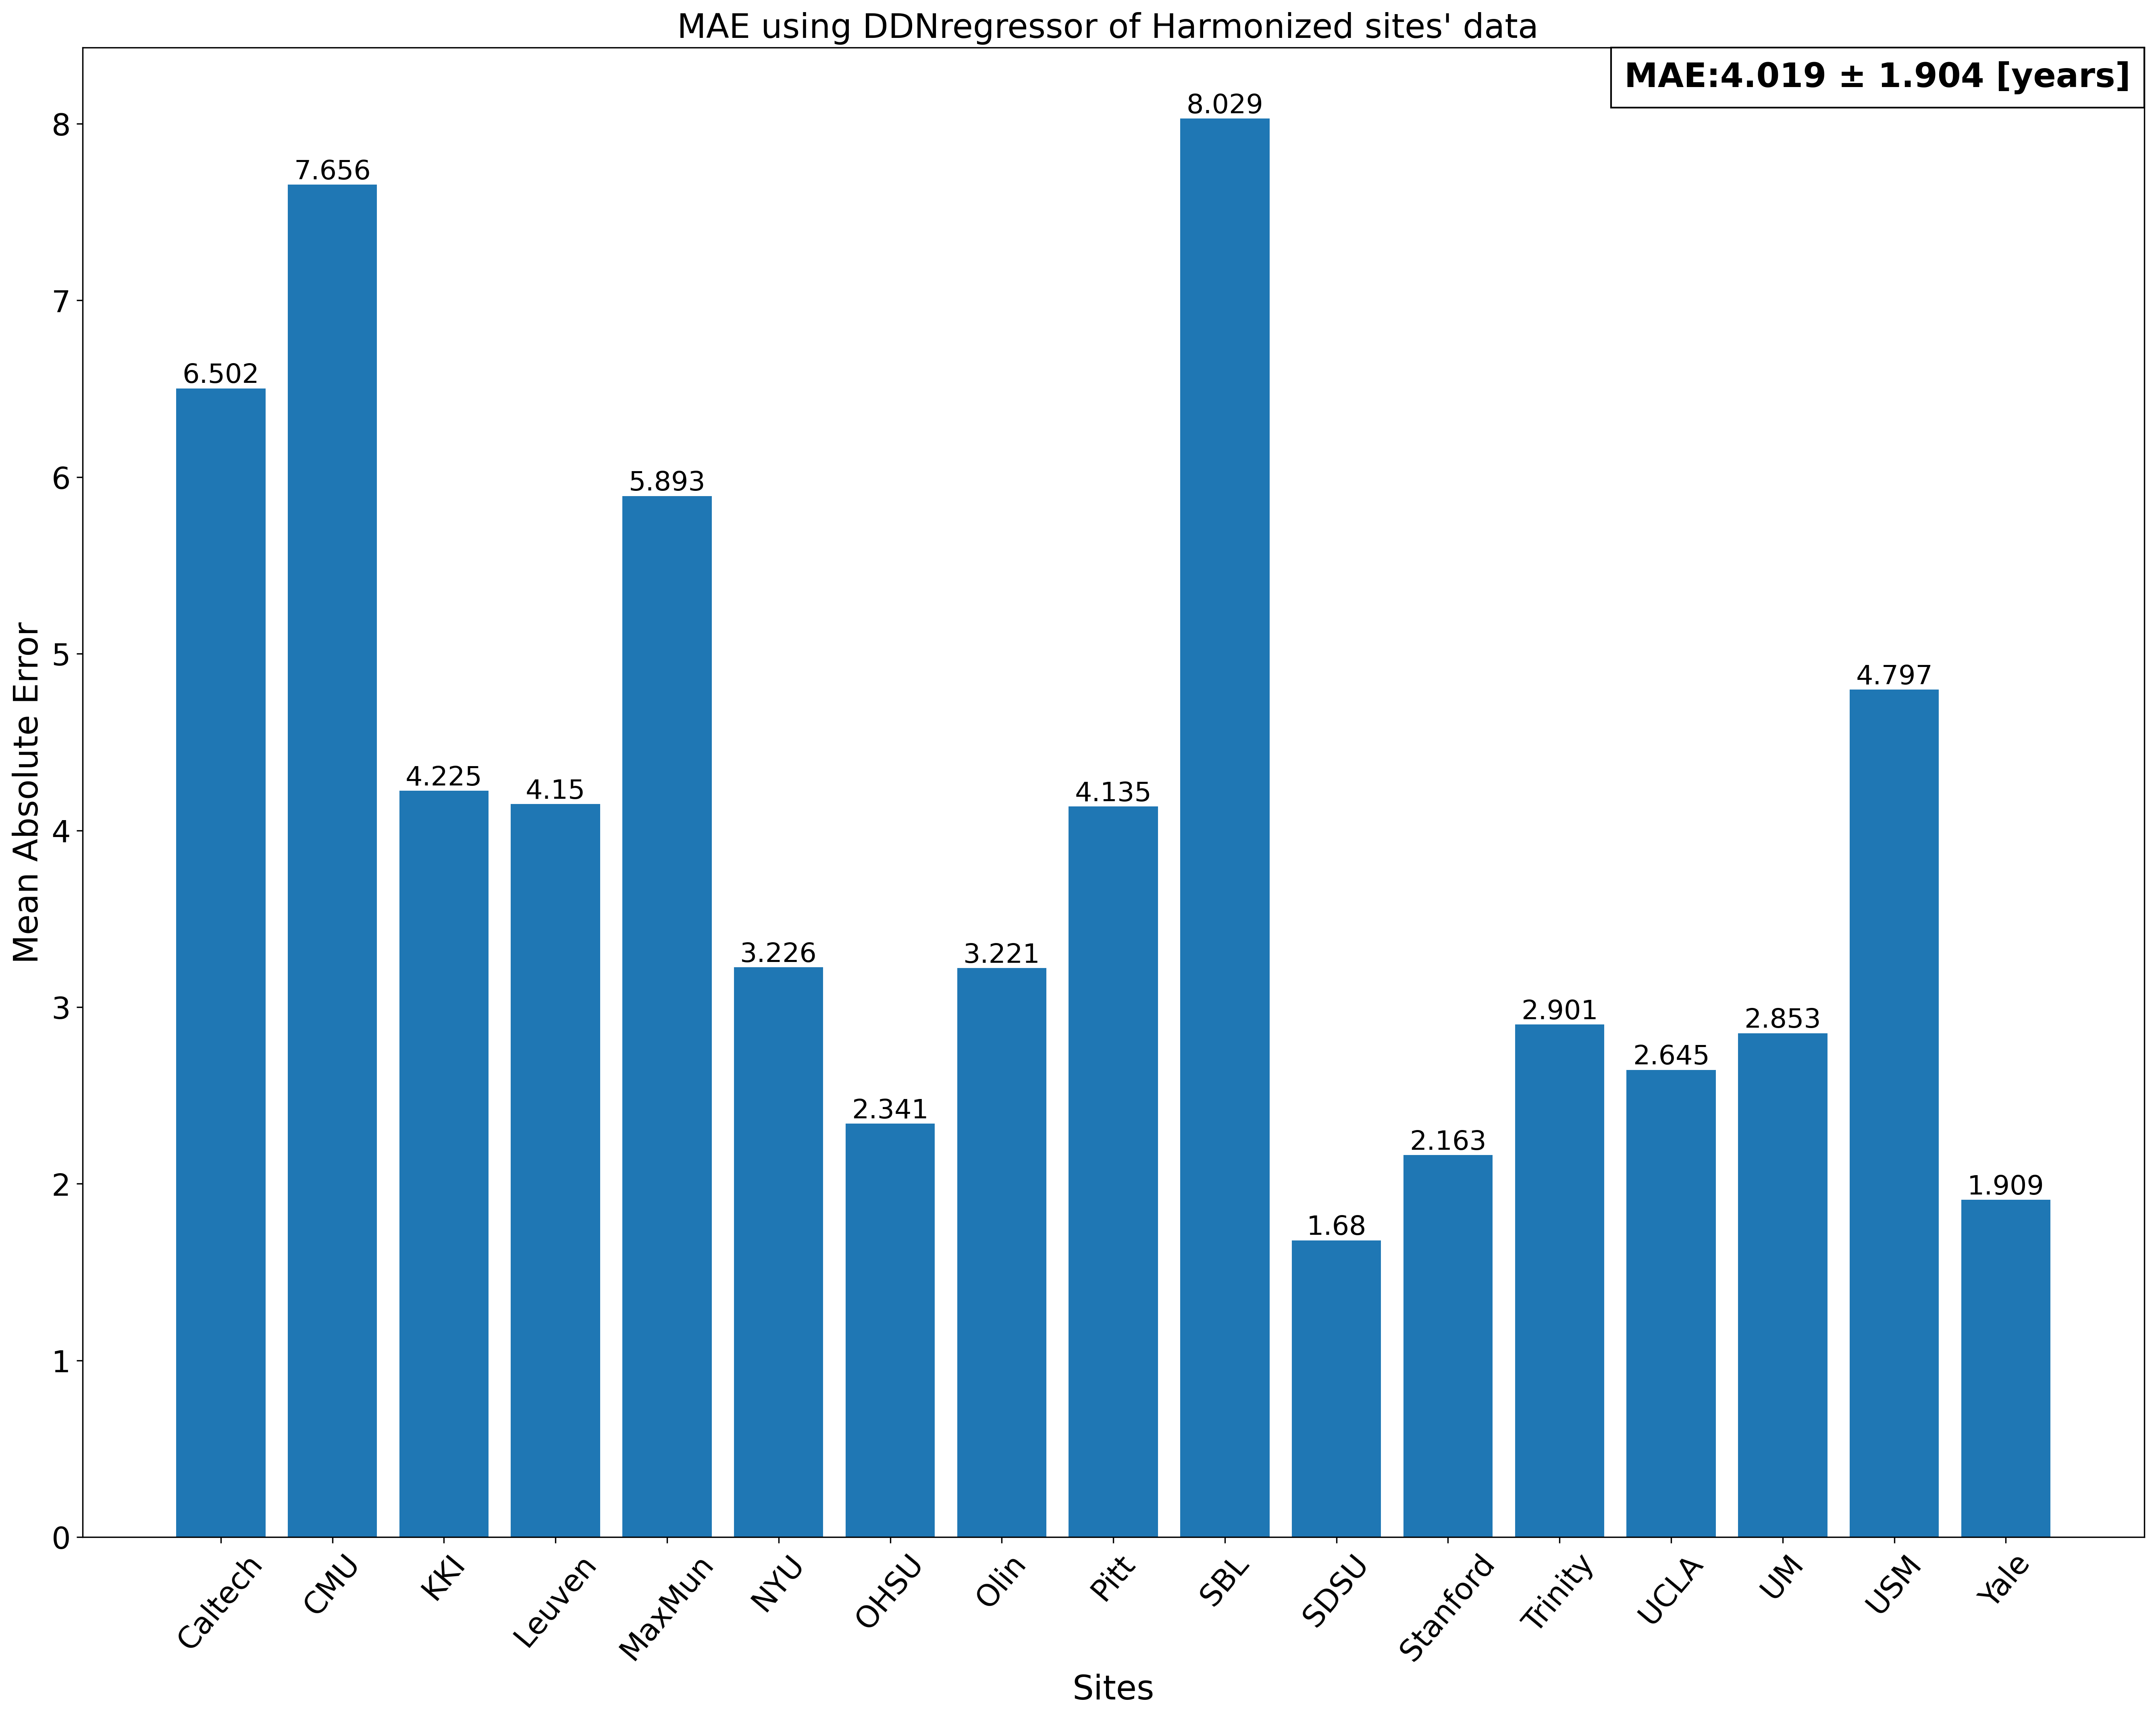 MAE using DDNregressor of Harmonized sites' data
MAE:4.019 ± 1.904 [years]
Mean Absolute Error
8
7
6
5
4
3
2
1
0
6.502
7.656
4.225
4.15
5.893
3.226
2.341
3.221
4.135
8.029
1.68
2.163
2.901
2.645
2.853
4.797
1.909
Caltech
CMU
KKI
Leuven
MaxMun
NYU
OHSU
Olin
Pitt
SBL
SDSU
Stanford
Trinity
UCLA
UM
USM
Yale
Sites